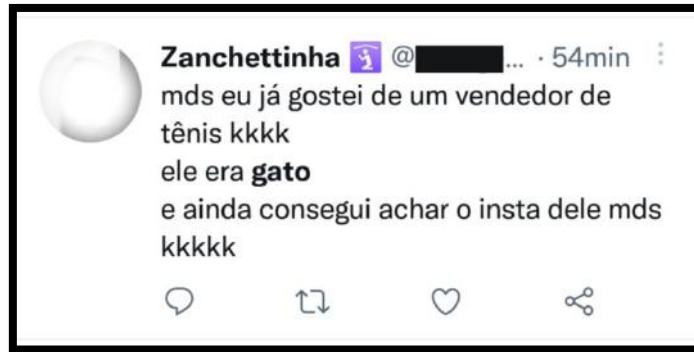 Zanchettinha 🛐 @... · 54min
mds eu já gostei de um vendedor de
tênis kkkk
ele era gato
e ainda consegui achar o insta dele mds
kkkkk